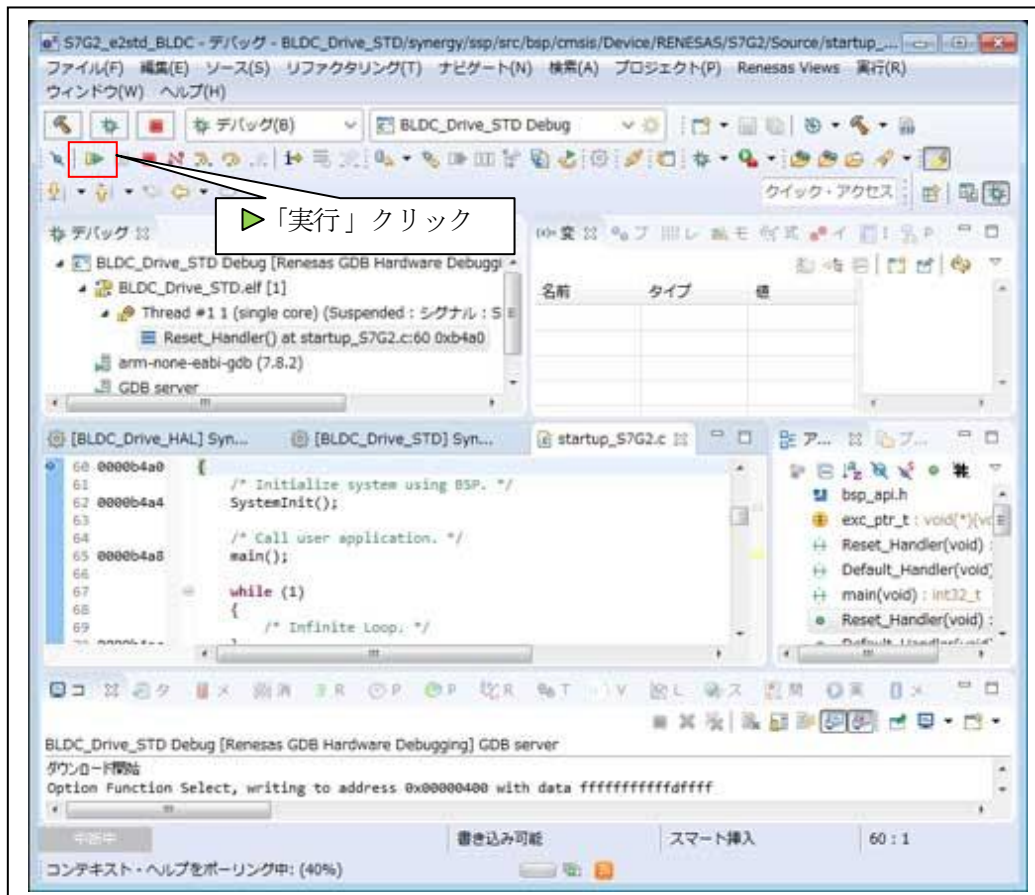 S7G2_e2std_BLDC - デバッグ - BLDC_Drive_STD/synergy/ssp/src/bsp/cmsis/Device/RENESAS/S7G2/Source/startup_...
ファイル(F) 編集(E) ソース(S) リファクタリング(T) ナビゲート(N) 検索(A) プロジェクト(P) Renesas Views 実行(R)
ウィンドウ(W) ヘルプ(H)
デバッグ(B) BLDC_Drive_STD Debug
クイック・アクセス
「実行」クリック
デバッグ
変
BLDC_Drive_STD Debug [Renesas GDB Hardware Debuggi
BLDC_Drive_STD.elf [1]
Thread #1 1 (single core) (Suspended : シグナル : S
Reset_Handler() at startup_S7G2.c:60 0xb4a0
arm-none-eabi-gdb (7.8.2)
GDB server
名前 タイプ 値
[BLDC_Drive_HAL] Syn... [BLDC_Drive_STD] Syn... startup_S7G2.c
60 0000b4a0 {
61 /* Initialize system using BSP. */
62 0000b4a4 SystemInit();
63
64 /* Call user application. */
65 0000b4a8 main();
66
67 while (1)
68 {
69 /* Infinite Loop. */
ア...
bsp_api.h
exc_ptr_t : void(*)(vo
Reset_Handler(void) :
Default_Handler(void)
main(void) : int32_t
Reset_Handler(void) :
BLDC_Drive_STD Debug [Renesas GDB Hardware Debugging] GDB server
ダウンロード開始
Option Function Select, writing to address 0x00000400 with data ffffffffffffdffff
中断中 書き込み可能 スマート挿入 60 : 1
コンテキスト・ヘルプをポーリング中: (40%)